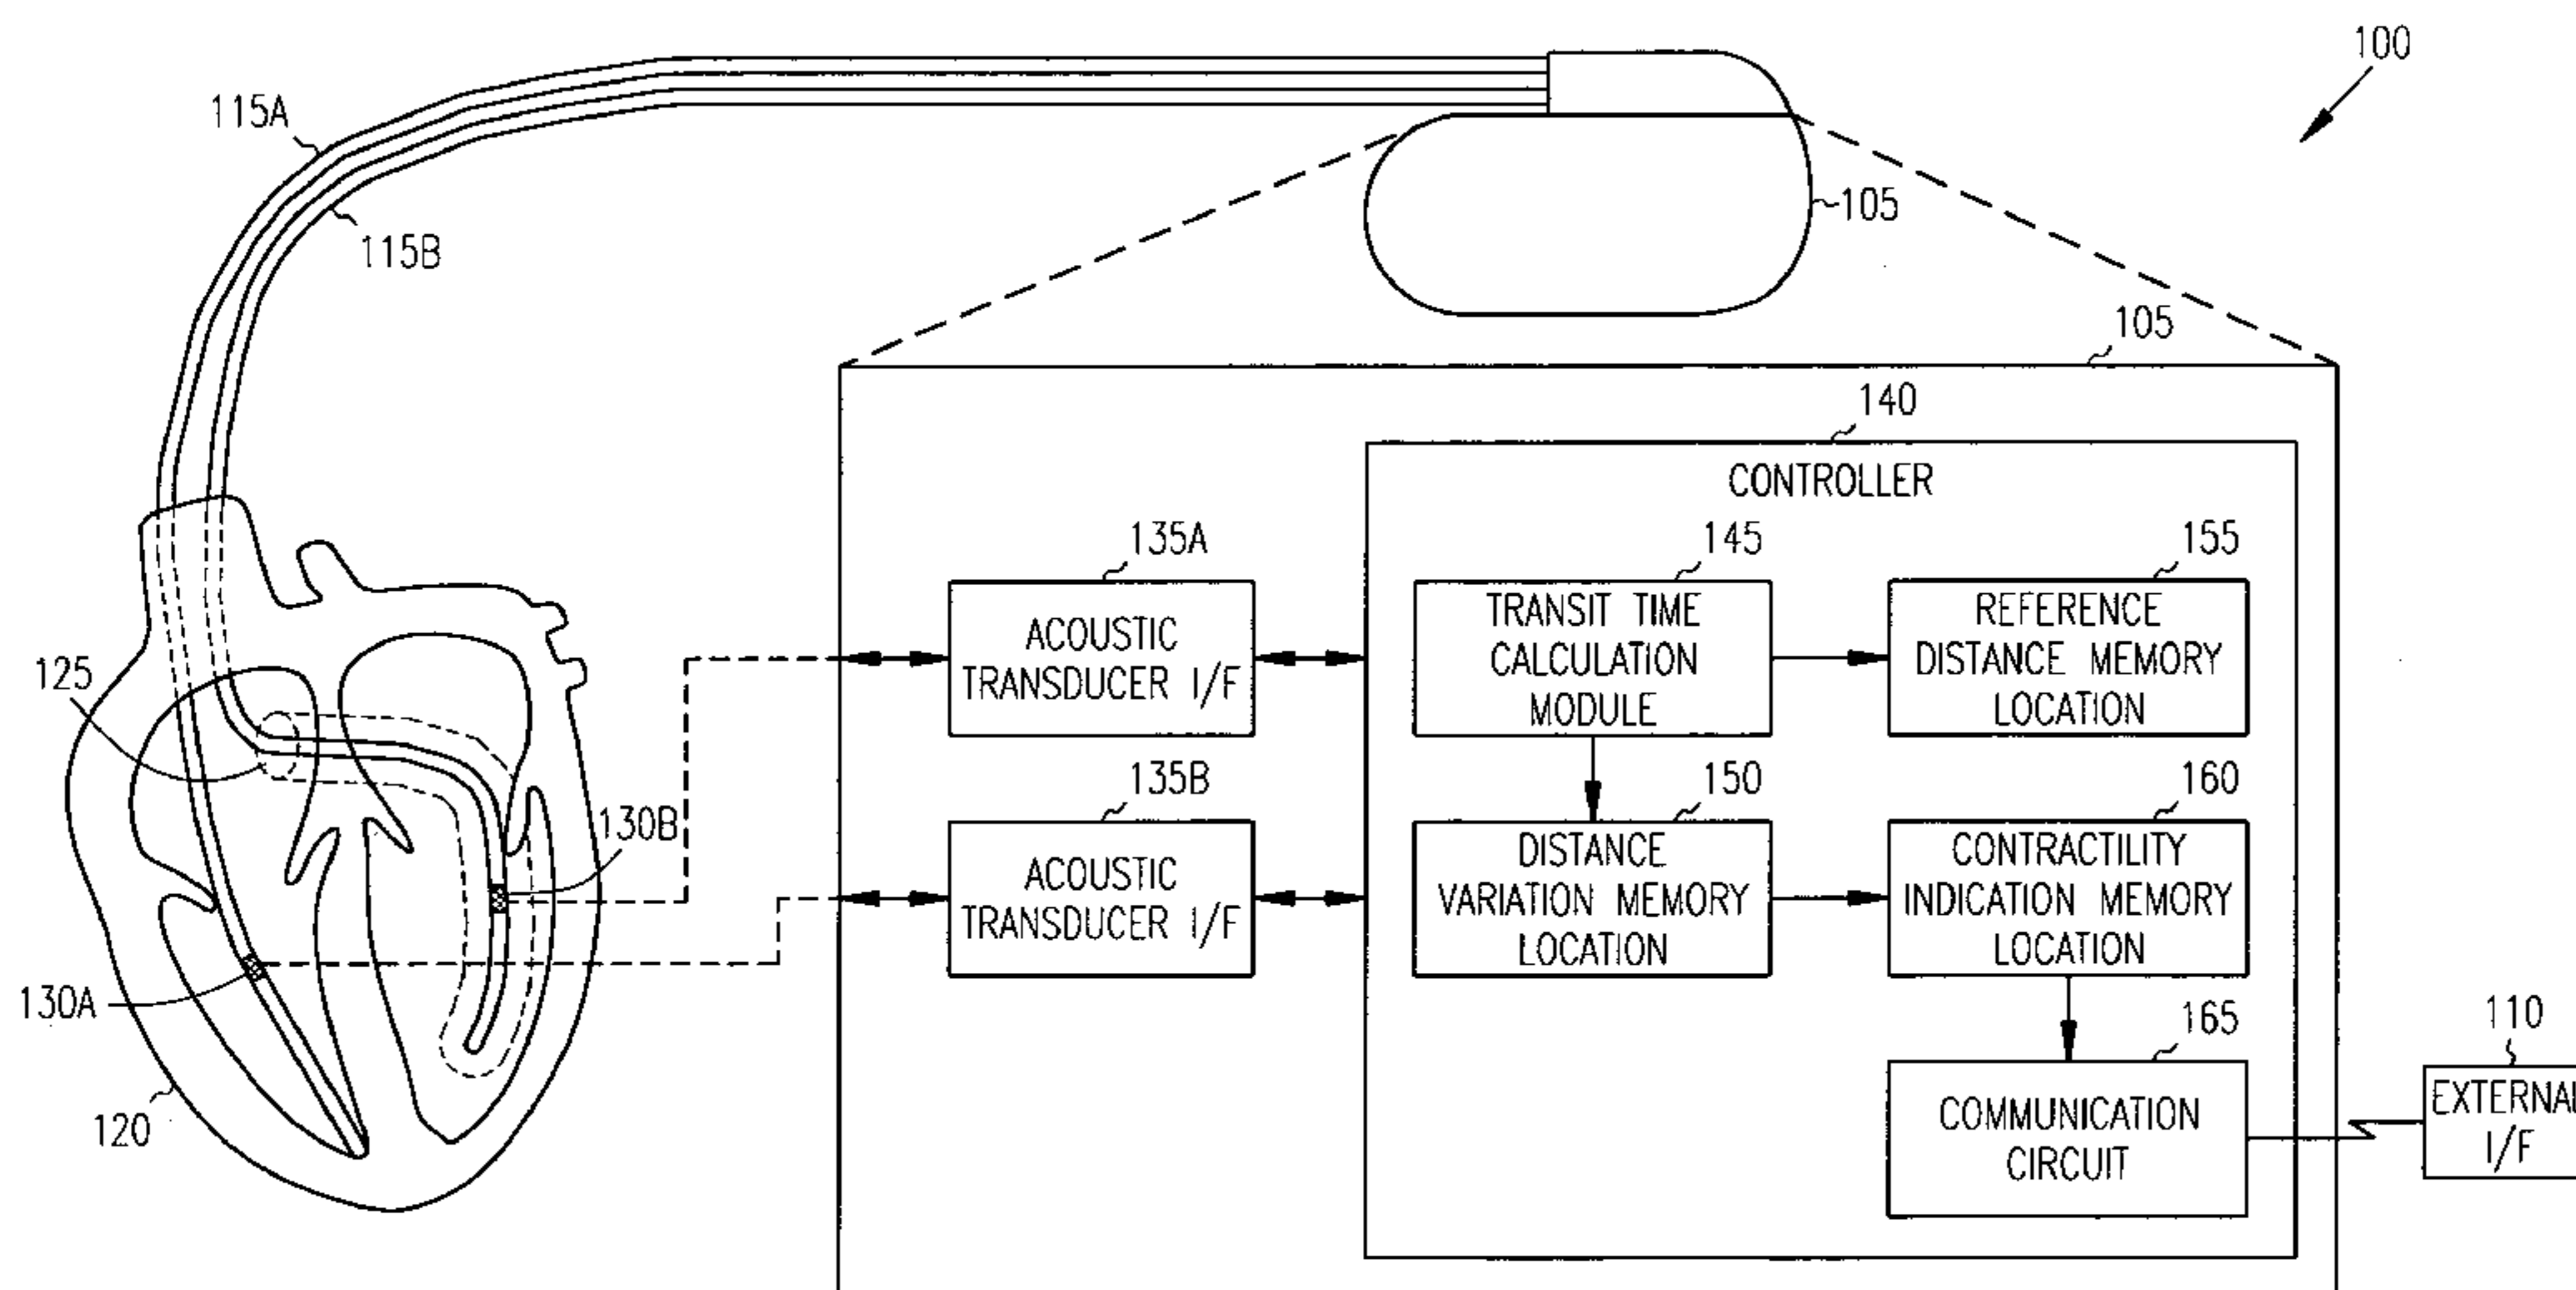 100
115A
115B
105
105
140
CONTROLLER
135A
145
155
ACOUSTIC
TRANSDUCER I/F
TRANSIT TIME
CALCULATION
MODULE
REFERENCE
DISTANCE MEMORY
LOCATION
125
135B
150
160
130B
ACOUSTIC
TRANSDUCER I/F
DISTANCE
VARIATION MEMORY
LOCATION
CONTRACTILITY
INDICATION MEMORY
LOCATION
130A
165
110
120
COMMUNICATION
CIRCUIT
EXTERNAL
I/F